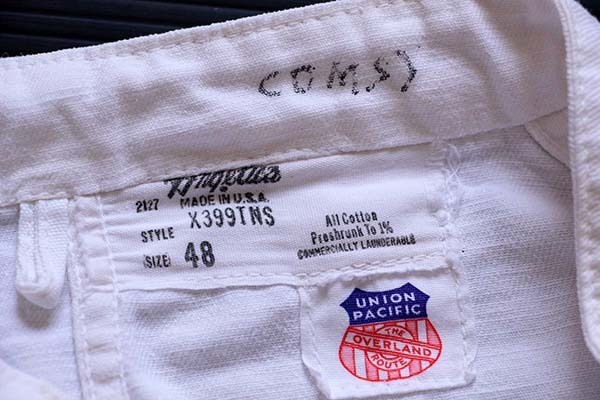 COMS)
Angelica
2127 MADE IN U.S.A.
STYLE X399TNS
SIZE 48
All Cotton
Preshrunk To 1%
COMMERCIALLY LAUNDERABLE
UNION
PACIFIC
THE
OVERLAND
ROUTE